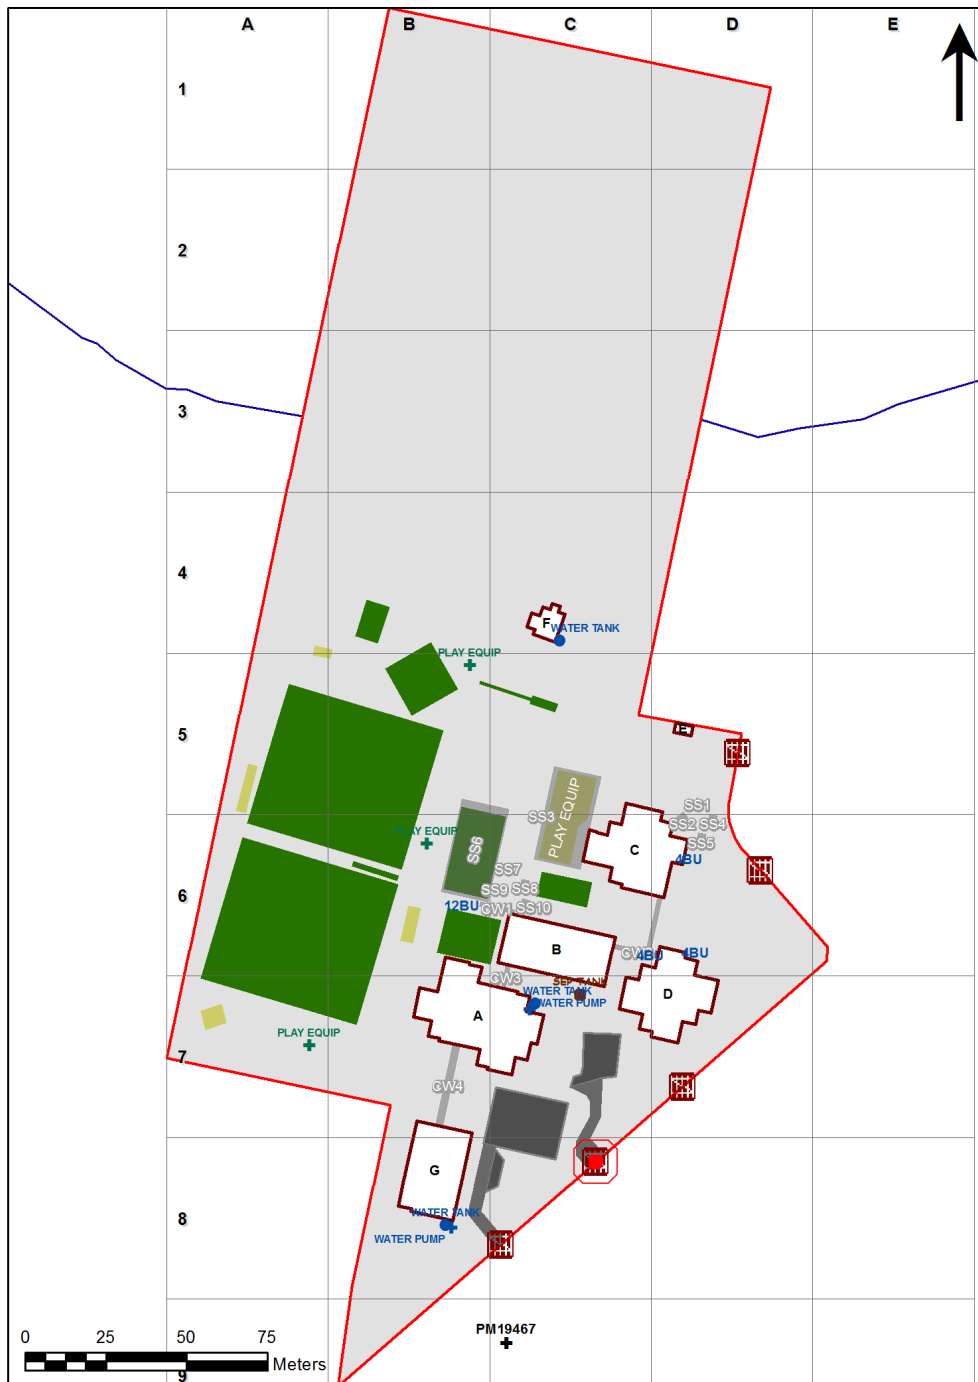 A B C D E
1
2
3
4
F
WATER TANK
PLAY EQUIP
5
E
PLAY EQUIP
SS3
SS1
SS2 SS4
SS5
PLAY EQUIP
SS6
C
4BU
SS7
6
SS9 SS8
12BU
CW1 SS10
B
4BU
4BU
CW3
SEP TANK
WATER TANK
WATER PUMP
D
A
PLAY EQUIP
7
CW4
G
WATER TANK
8
WATER PUMP
PM19467
0 25 50 75
Meters
9